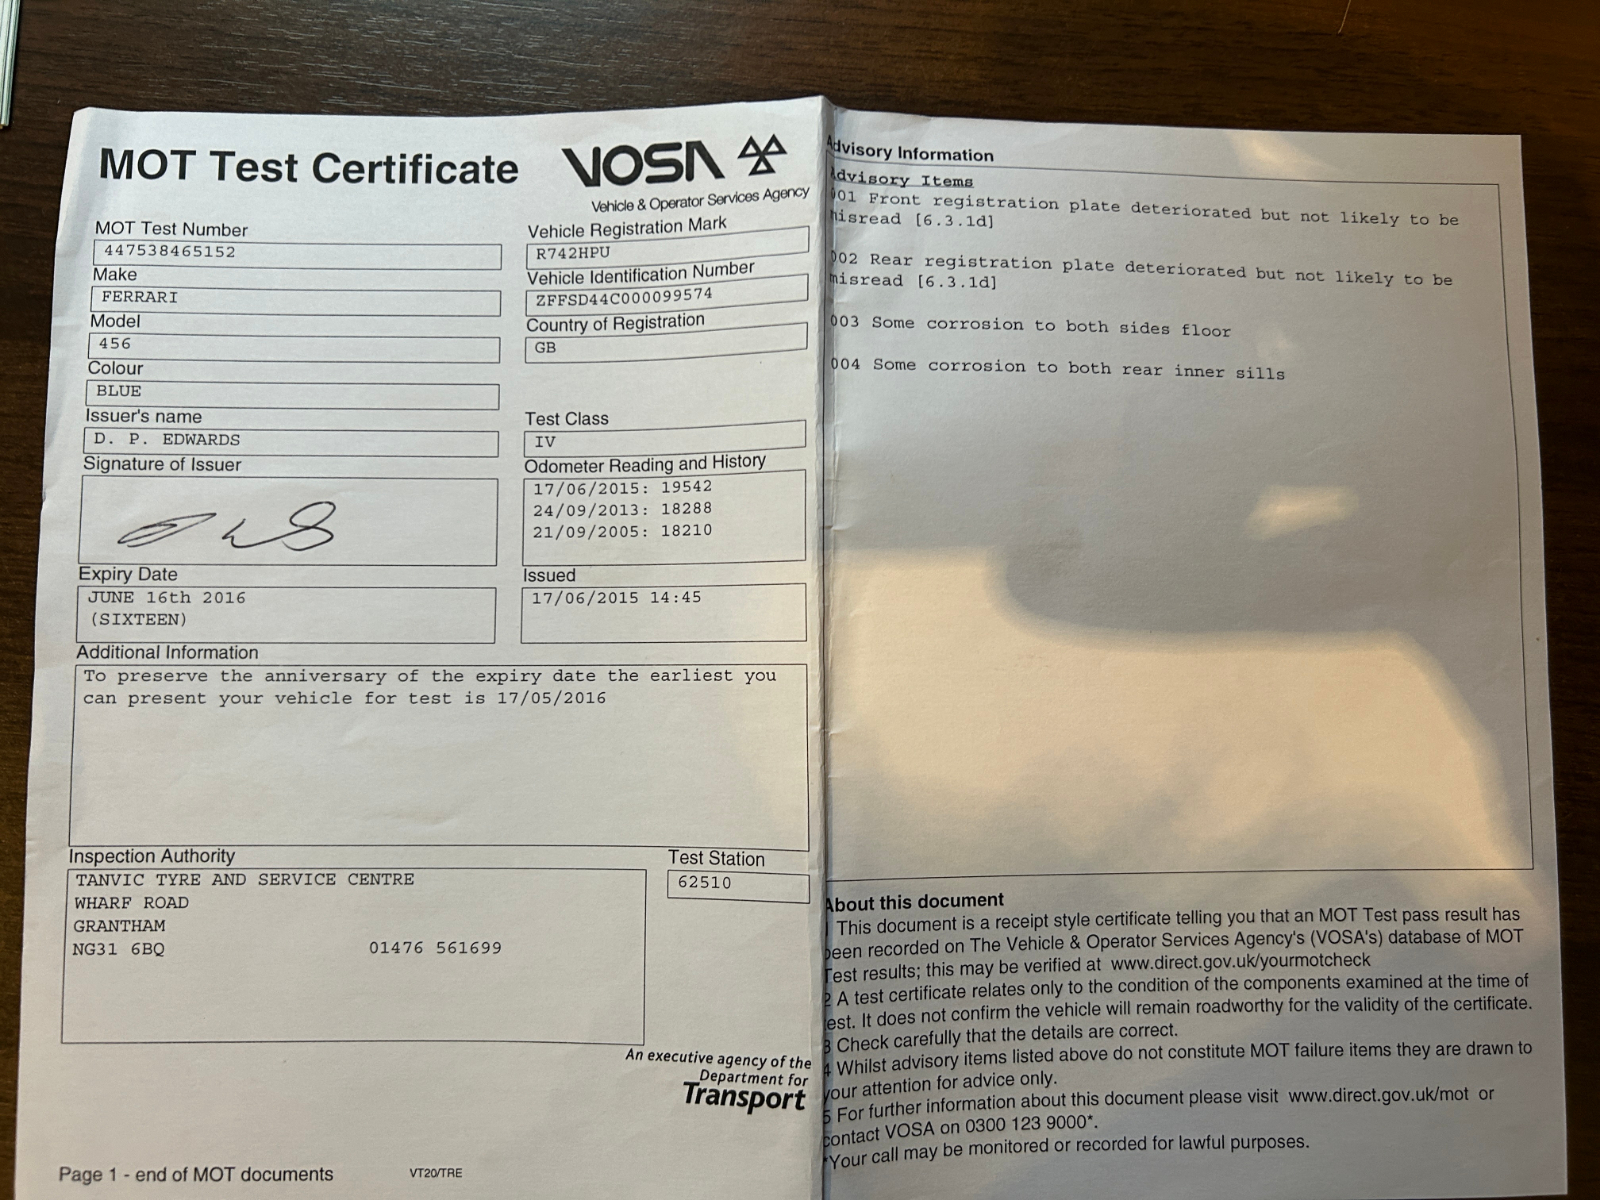 MOT Test Certificate
VOSA
Vehicle & Operator Services Agency
MOT Test Number
447538465152
Vehicle Registration Mark
R742HPU
Make
FERRARI
Vehicle Identification Number
ZFFSD44C000099574
Model
456
Country of Registration
GB
Colour
BLUE
Issuer's name
D. P. EDWARDS
Test Class
IV
Signature of Issuer
Odometer Reading and History
17/06/2015: 19542
24/09/2013: 18288
21/09/2005: 18210
Expiry Date
JUNE 16th 2016
(SIXTEEN)
Issued
17/06/2015 14:45
Additional Information
To preserve the anniversary of the expiry date the earliest you
can present your vehicle for test is 17/05/2016
Inspection Authority
TANVIC TYRE AND SERVICE CENTRE
WHARF ROAD
GRANTHAM
NG31 6BQ 01476 561699
Test Station
62510
An executive agency of the
Department for
Transport
Page 1 - end of MOT documents
VT20/TRE
Advisory Information
Advisory Items
001 Front registration plate deteriorated but not likely to be
misread [6.3.1d]
002 Rear registration plate deteriorated but not likely to be
misread [6.3.1d]
003 Some corrosion to both sides floor
004 Some corrosion to both rear inner sills
About this document
1 This document is a receipt style certificate telling you that an MOT Test pass result has
been recorded on The Vehicle & Operator Services Agency's (VOSA's) database of MOT
Test results; this may be verified at www.direct.gov.uk/yourmotcheck
2 A test certificate relates only to the condition of the components examined at the time of
test. It does not confirm the vehicle will remain roadworthy for the validity of the certificate.
3 Check carefully that the details are correct.
4 Whilst advisory items listed above do not constitute MOT failure items they are drawn to
your attention for advice only.
5 For further information about this document please visit www.direct.gov.uk/mot or
contact VOSA on 0300 123 9000*.
*Your call may be monitored or recorded for lawful purposes.